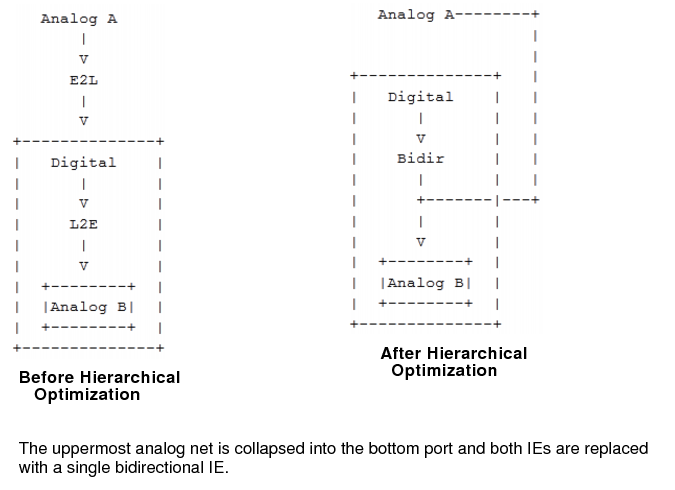 Analog A
|
V
E2L
|
V
+--------------+
| Digital |
| | |
| V |
| L2E |
| | |
| V |
| +--------+ |
| |Analog B| |
| +--------+ |
+--------------+
Before Hierarchical
Optimization
Analog A--------+
|
|
+--------------+ |
| Digital | |
| | | |
| V | |
| Bidir | |
| | | |
| +-------|---+
| | |
| V |
| +--------+ |
| |Analog B| |
| +--------+ |
+--------------+
After Hierarchical
Optimization
The uppermost analog net is collapsed into the bottom port and both IEs are replaced
with a single bidirectional IE.